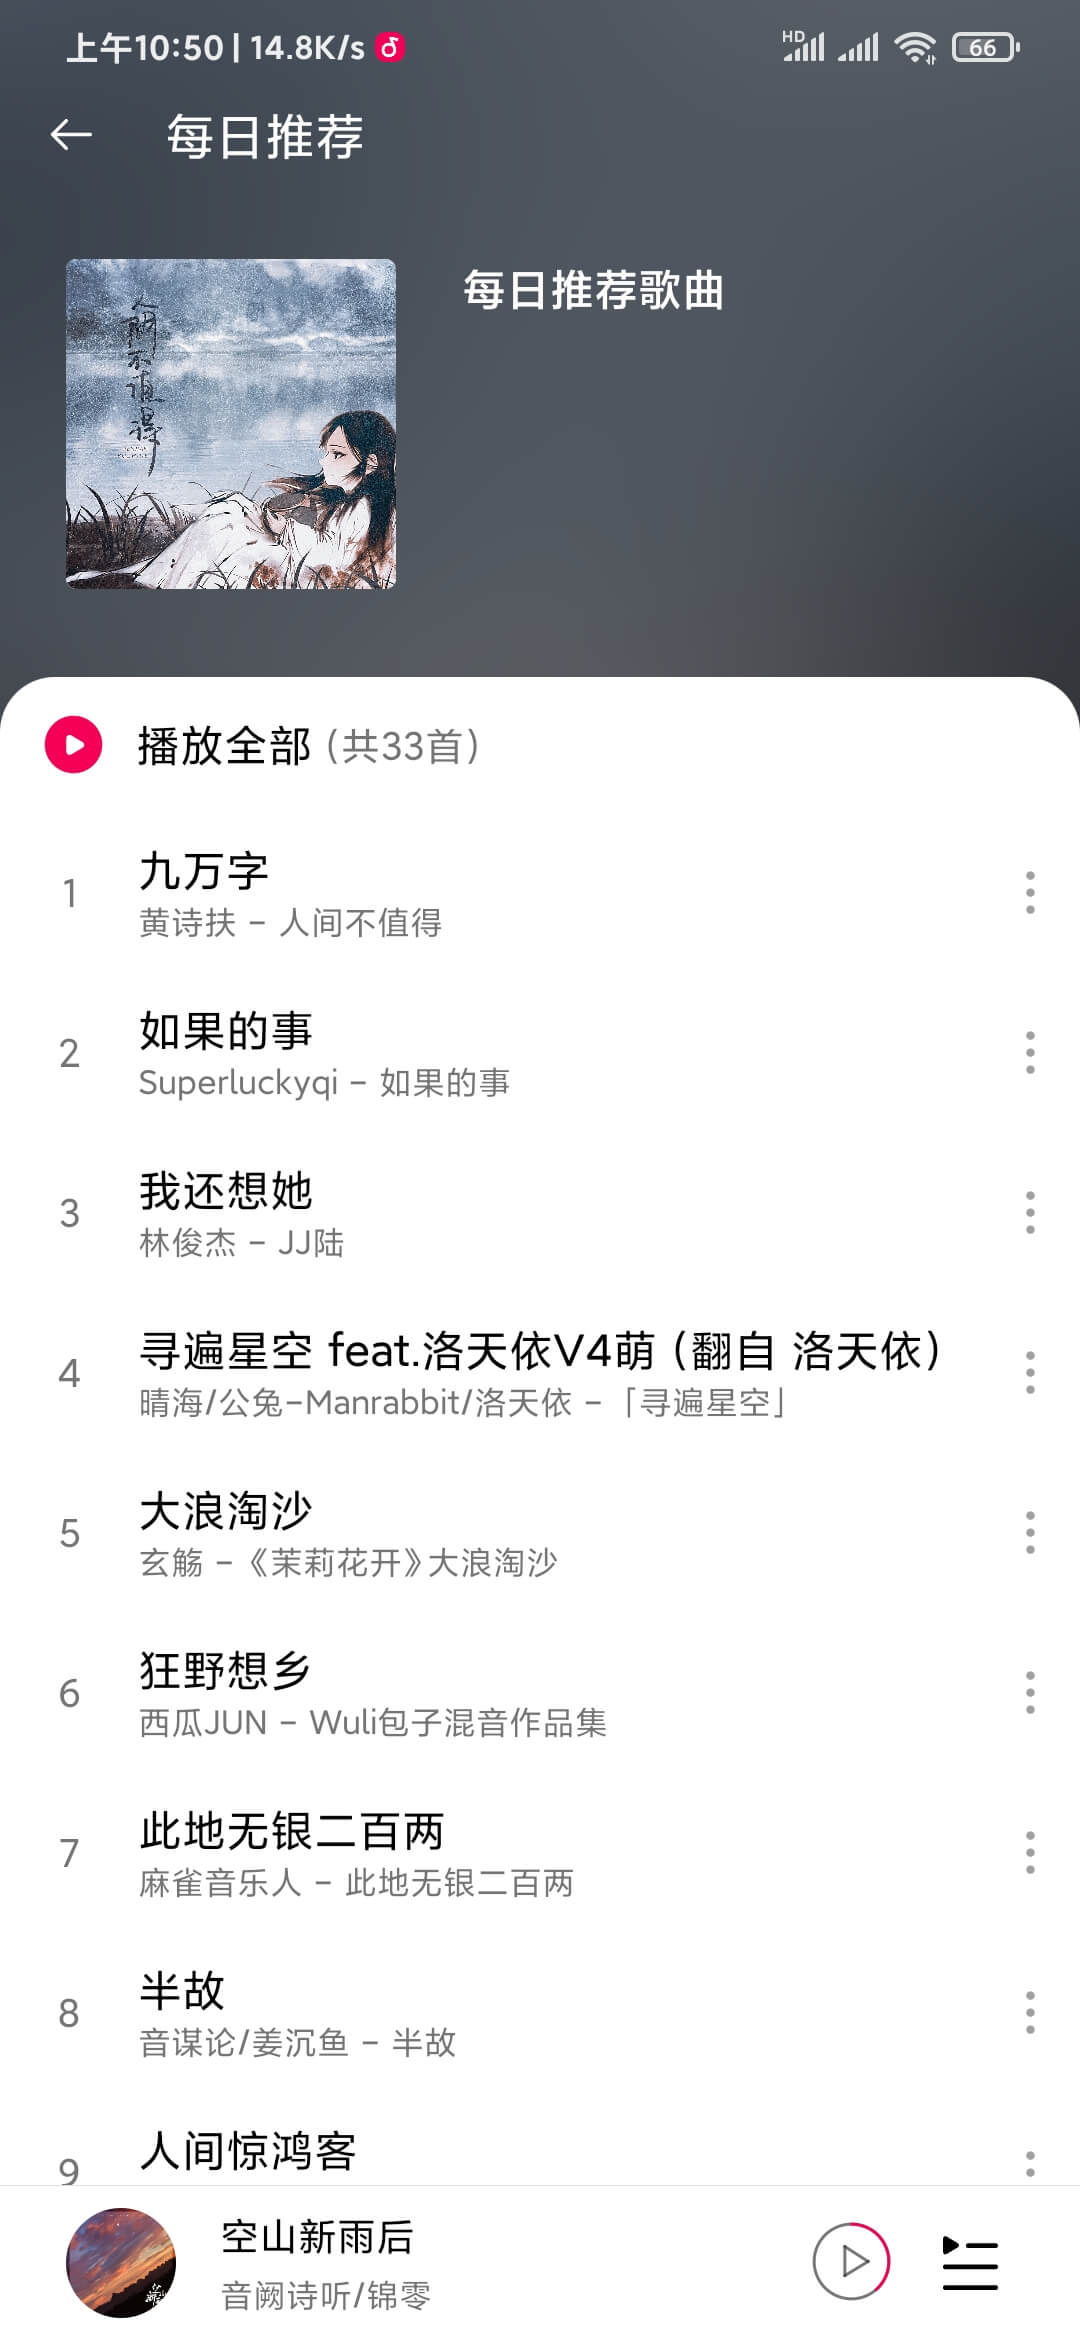 上午10:50 | 14.8K/s
HD
66
每日推荐
人间不值得
每日推荐歌曲
播放全部 (共33首)
1
九万字
黄诗扶 - 人间不值得
2
如果的事
Superluckyqi - 如果的事
3
我还想她
林俊杰 - JJ陆
4
寻遍星空 feat.洛天依V4萌 (翻自 洛天依)
晴海/公兔-Manrabbit/洛天依 - 「寻遍星空」
5
大浪淘沙
玄觞 - 《茉莉花开》大浪淘沙
6
狂野想乡
西瓜JUN - Wuli包子混音作品集
7
此地无银二百两
麻雀音乐人 - 此地无银二百两
8
半故
音谋论/姜沉鱼 - 半故
9
人间惊鸿客
空山新雨后
音阙诗听/锦零